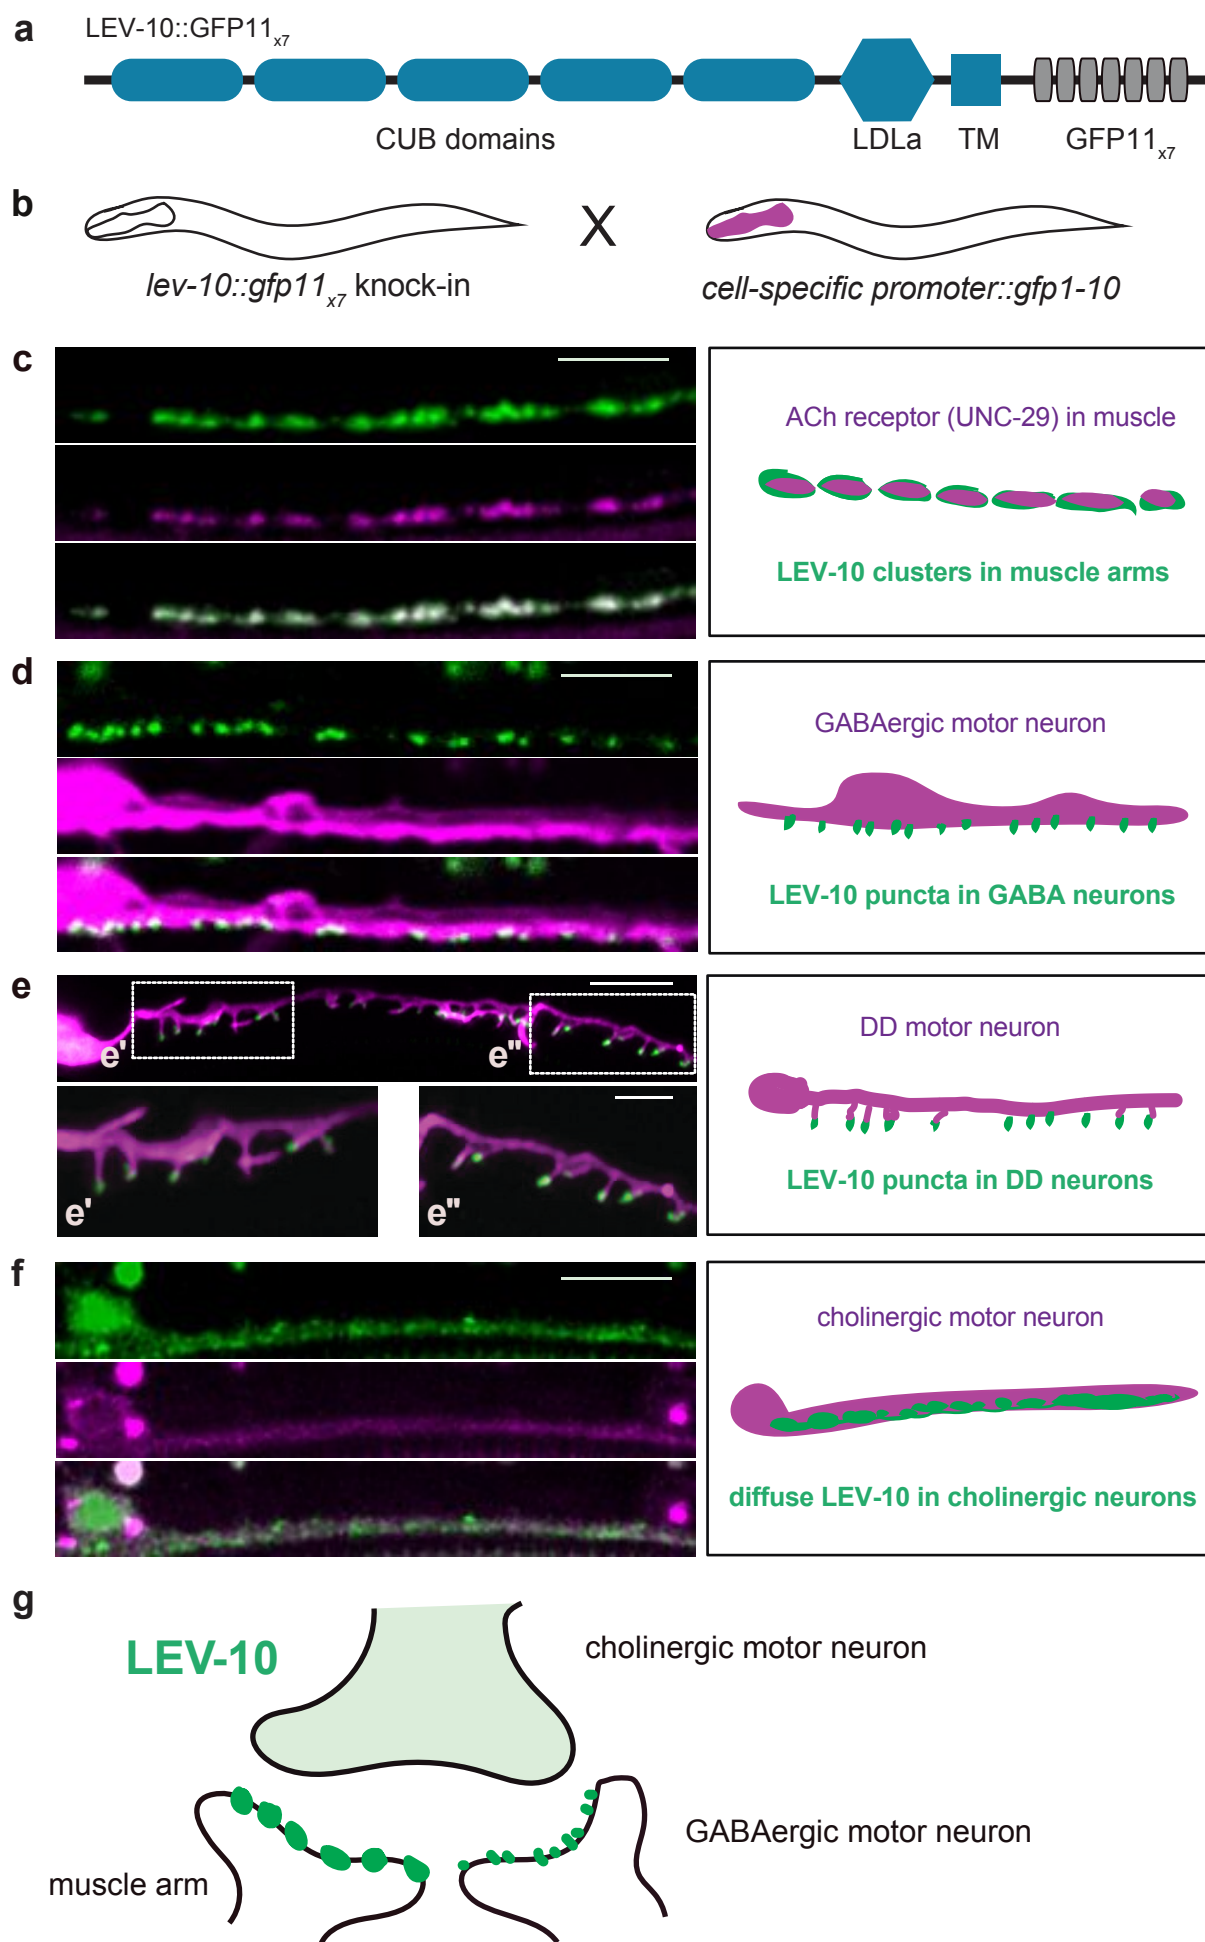 a
LEV-10::GFP11x7
CUB domains
LDLa
TM
GFP11x7
b
X
lev-10::gfp11x7 knock-in
cell-specific promoter::gfp1-10
c
ACh receptor (UNC-29) in muscle
LEV-10 clusters in muscle arms
d
GABAergic motor neuron
LEV-10 puncta in GABA neurons
e
e'
e"
DD motor neuron
e'
e"
LEV-10 puncta in DD neurons
f
cholinergic motor neuron
diffuse LEV-10 in cholinergic neurons
g
LEV-10
cholinergic motor neuron
GABAergic motor neuron
muscle arm